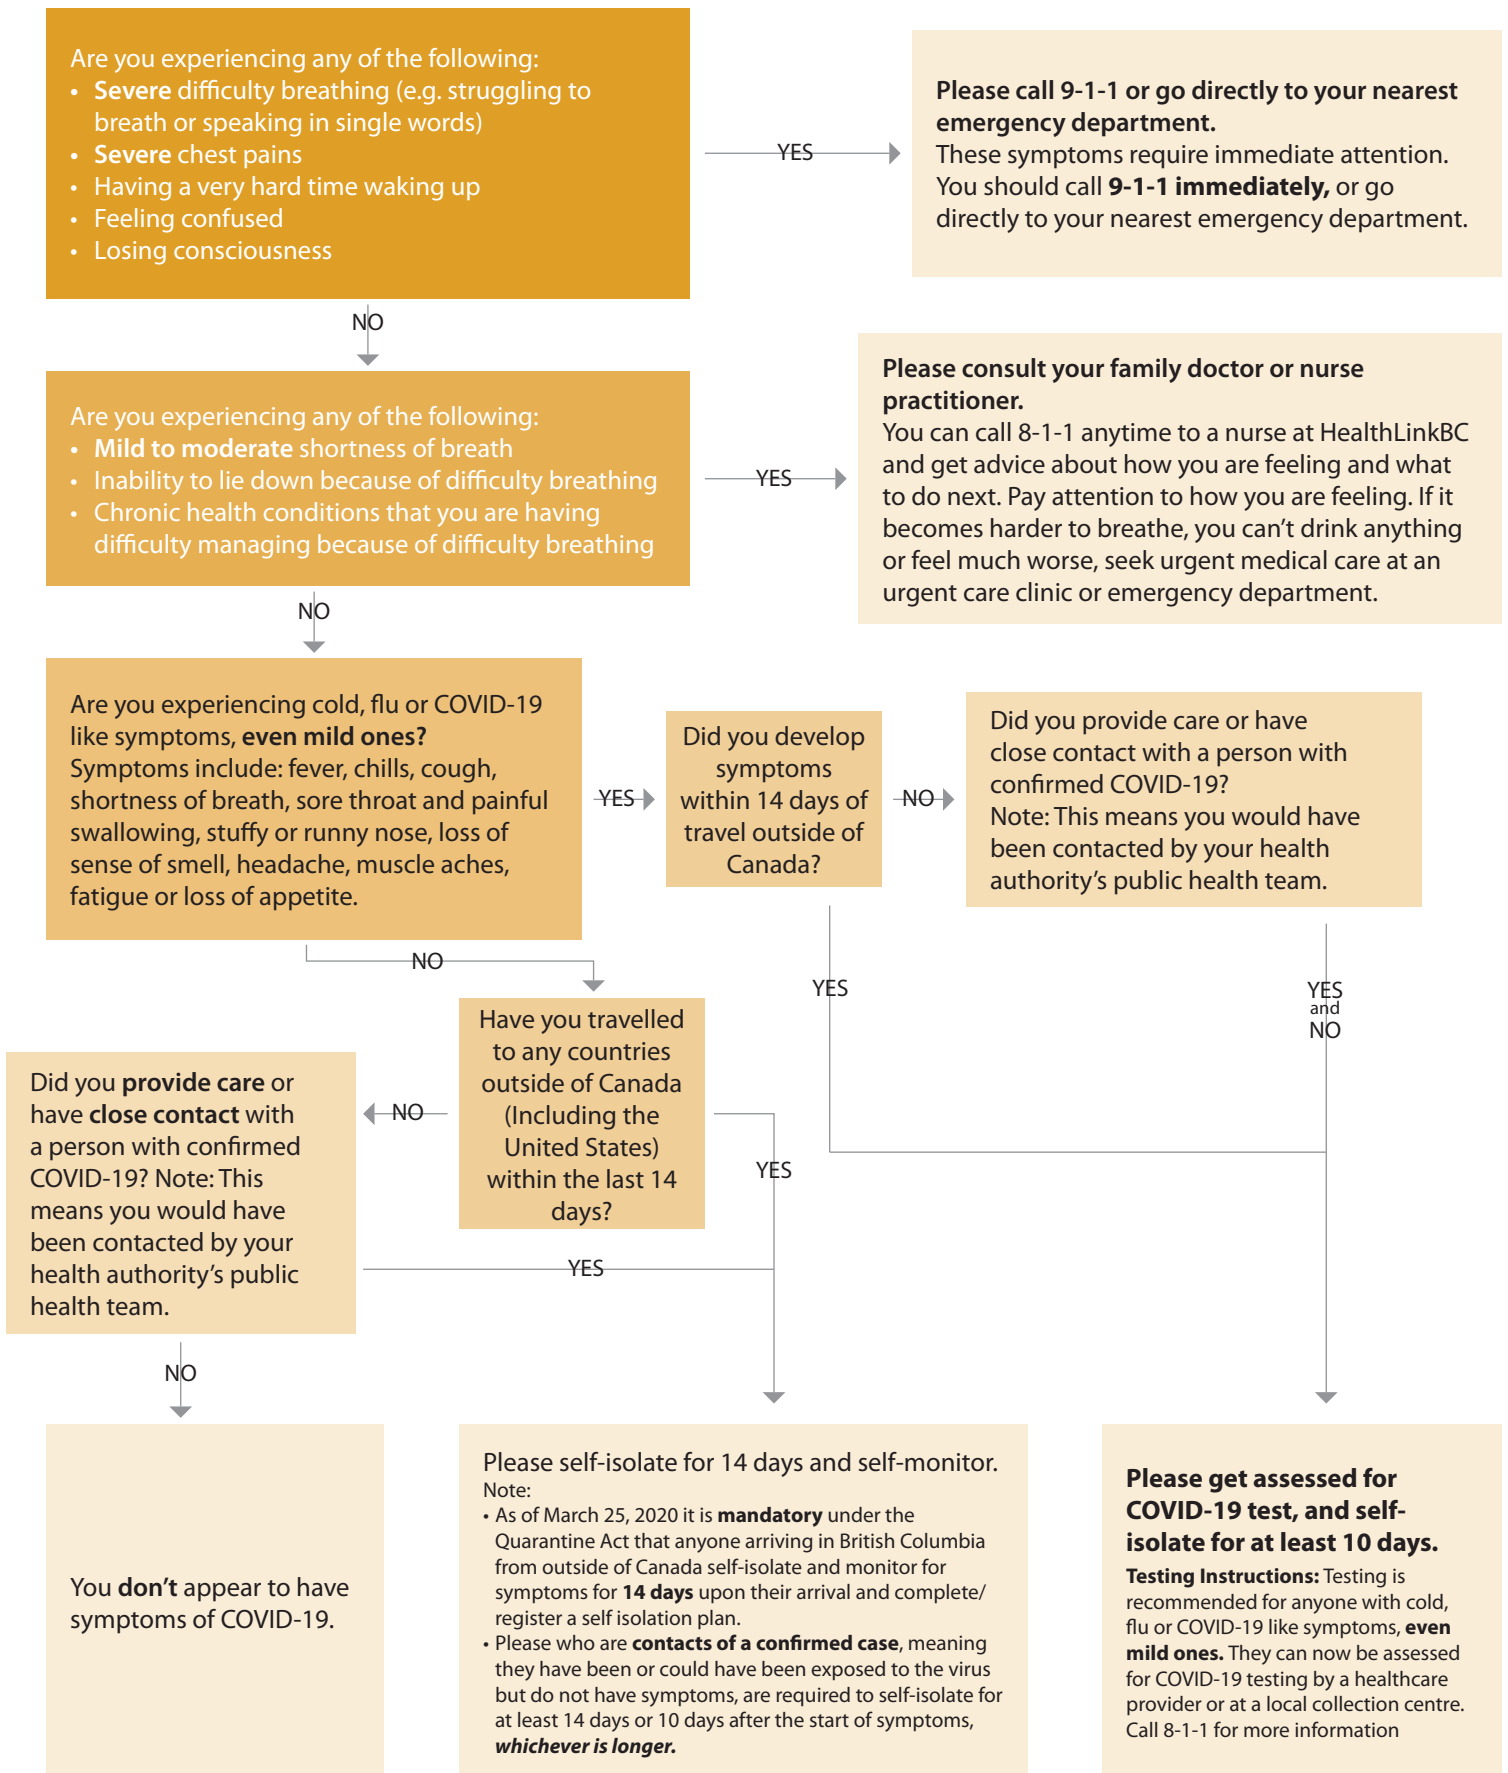 Are you experiencing any of the following:
• Severe difficulty breathing (e.g. struggling to
breath or speaking in single words)
• Severe chest pains
• Having a very hard time waking up
• Feeling confused
• Losing consciousness
YES
Please call 9-1-1 or go directly to your nearest
emergency department.
These symptoms require immediate attention.
You should call 9-1-1 immediately, or go
directly to your nearest emergency department.
NO
Are you experiencing any of the following:
• Mild to moderate shortness of breath
• Inability to lie down because of difficulty breathing
• Chronic health conditions that you are having
difficulty managing because of difficulty breathing
YES
Please consult your family doctor or nurse
practitioner.
You can call 8-1-1 anytime to a nurse at HealthLinkBC
and get advice about how you are feeling and what
to do next. Pay attention to how you are feeling. If it
becomes harder to breathe, you can't drink anything
or feel much worse, seek urgent medical care at an
urgent care clinic or emergency department.
NO
Are you experiencing cold, flu or COVID-19
like symptoms, even mild ones?
Symptoms include: fever, chills, cough,
shortness of breath, sore throat and painful
swallowing, stuffy or runny nose, loss of
sense of smell, headache, muscle aches,
fatigue or loss of appetite.
YES
Did you develop
symptoms
within 14 days of
travel outside of
Canada?
NO
Did you provide care or have
close contact with a person with
confirmed COVID-19?
Note: This means you would have
been contacted by your health
authority's public health team.
NO
YES
YES
and
NO
Have you travelled
to any countries
outside of Canada
(Including the
United States)
within the last 14
days?
NO
YES
Did you provide care or
have close contact with
a person with confirmed
COVID-19? Note: This
means you would have
been contacted by your
health authority's public
health team.
YES
NO
You don't appear to have
symptoms of COVID-19.
Please self-isolate for 14 days and self-monitor.
Note:
• As of March 25, 2020 it is mandatory under the
Quarantine Act that anyone arriving in British Columbia
from outside of Canada self-isolate and monitor for
symptoms for 14 days upon their arrival and complete/
register a self isolation plan.
• Please who are contacts of a confirmed case, meaning
they have been or could have been exposed to the virus
but do not have symptoms, are required to self-isolate for
at least 14 days or 10 days after the start of symptoms,
whichever is longer.
Please get assessed for
COVID-19 test, and self-
isolate for at least 10 days.
Testing Instructions: Testing is
recommended for anyone with cold,
flu or COVID-19 like symptoms, even
mild ones. They can now be assessed
for COVID-19 testing by a healthcare
provider or at a local collection centre.
Call 8-1-1 for more information